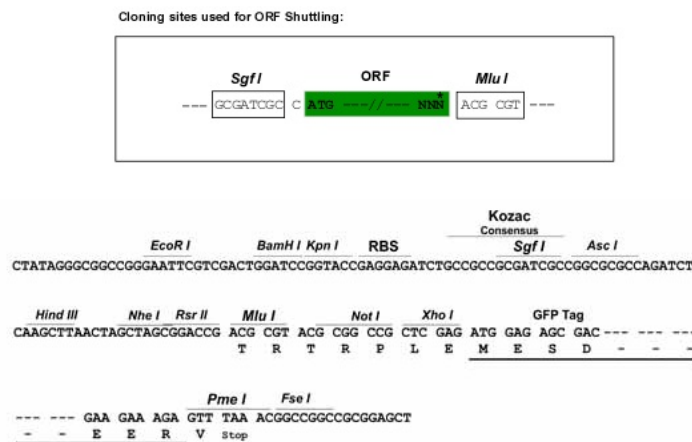 Cloning sites used for ORF Shuttling:
Sgf I ORF Mlu I
--- GCGATCGC C ATG ---//--- NNN* ACG CGT ---
Kozac
Consensus
EcoR I BamH I Kpn I RBS Sgf I Asc I
CTATAGGGCGGCCGGGAATTCGTCGACTGGATCCGGTACCGAGGAGATCTGCCGCCGCGATCGCCGGCGCGCCAGATCT
Hind III Nhe I Rsr II Mlu I Not I Xho I GFP Tag
CAAGCTTAACTAGCTAGCGGACCG ACG CGT ACG CGG CCG CTC GAG ATG GAG AGC GAC--- --- ---
T R T R P L E M E S D - - -
Pme I Fse I
--- --- GAA GAA AGA GTT TAA ACGGCCGGCCGCGGAGCT
- - E E R V Stop